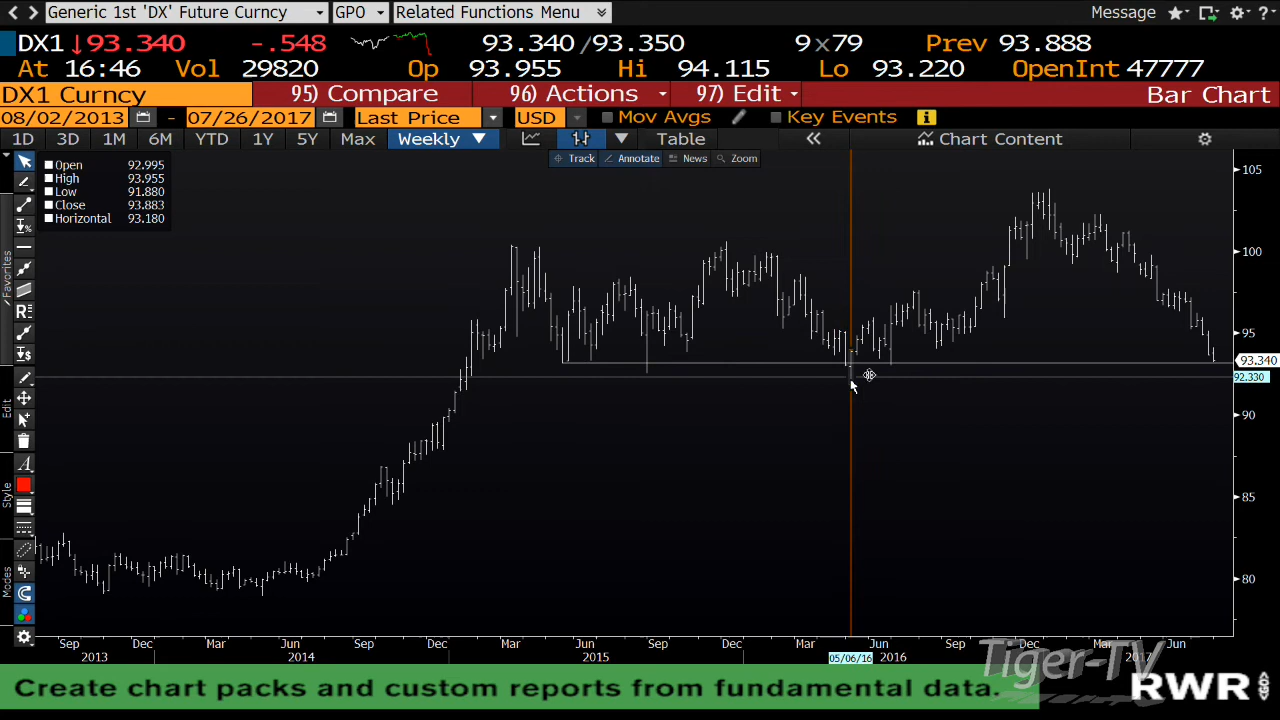 Generic 1st 'DX' Future Curncy GPO Related Functions Menu Message
DX1 ↓93.340 -.548 93.340/93.350 9x79 Prev 93.888
At 16:46 Vol 29820 Op 93.955 Hi 94.115 Lo 93.220 OpenInt 47777
DX1 Curncy 95) Compare 96) Actions 97) Edit Bar Chart
08/02/2013 - 07/26/2017 Last Price USD Mov Avgs Key Events
1D 3D 1M 6M YTD 1Y 5Y Max Weekly Table Chart Content
Track Annotate News Zoom
Open 92.995
High 93.955
Low 91.880
Close 93.883
Horizontal 93.180
105
100
95
93.340
92.330
90
85
80
Favorites
Edit
Style
Modes
Sep Dec Mar Jun Sep Dec Mar Jun Sep Dec Mar Jun Sep Dec Mar Jun
2013 2014 2015 05/06/16 2016 2017
Tiger-TV
Create chart packs and custom reports from fundamental data.
RWR GO